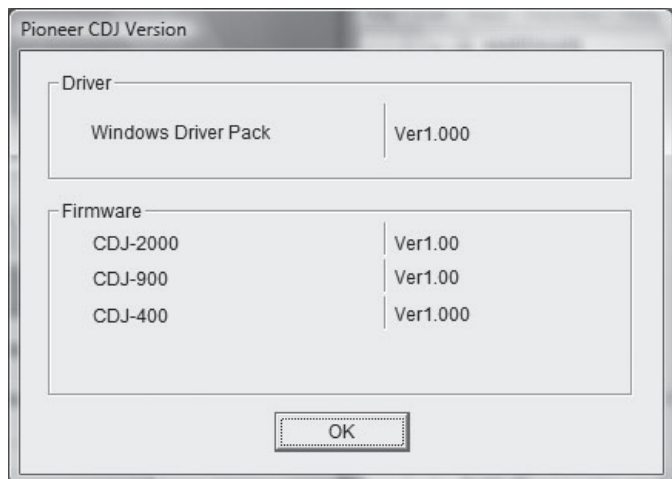 Pioneer CDJ Version
Driver
Windows Driver Pack Ver1.000
Firmware
CDJ-2000 Ver1.00
CDJ-900 Ver1.00
CDJ-400 Ver1.000
OK